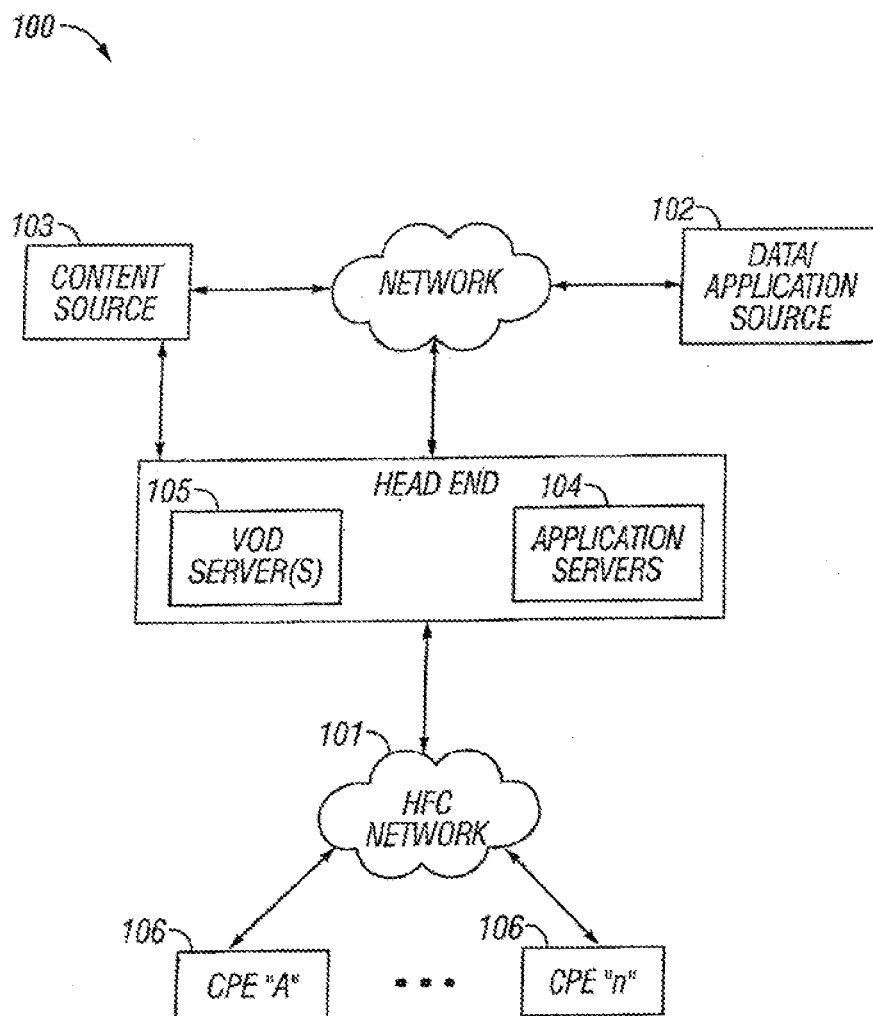 100
103
CONTENT
SOURCE
NETWORK
102
DATA/
APPLICATION
SOURCE
HEAD END
105
VOD
SERVER(S)
104
APPLICATION
SERVERS
101
HFC
NETWORK
106
CPE "A"
106
CPE "n"